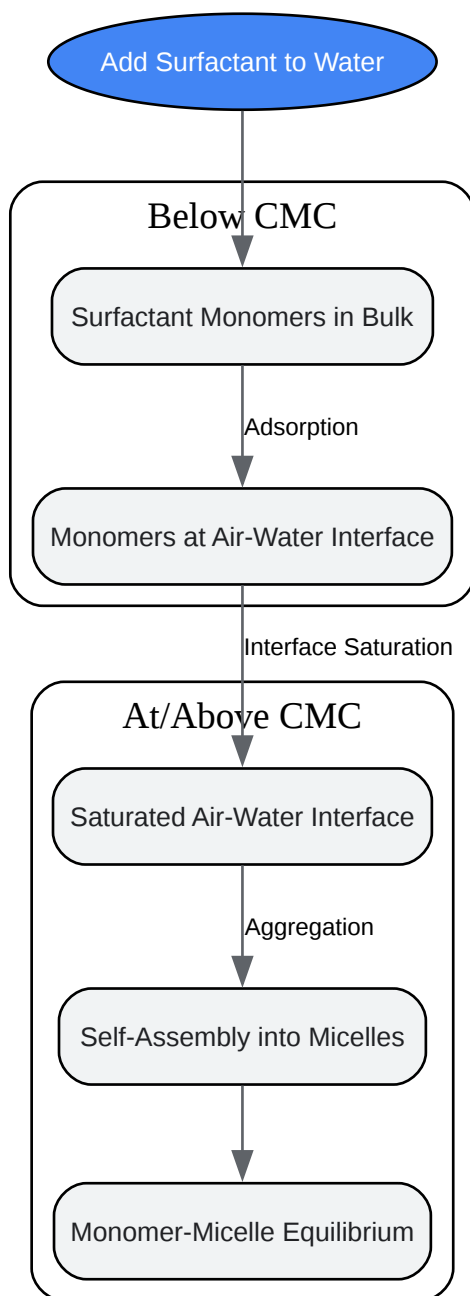 Add Surfactant to Water
Below CMC
Surfactant Monomers in Bulk
Adsorption
Monomers at Air-Water Interface
Interface Saturation
At/Above CMC
Saturated Air-Water Interface
Aggregation
Self-Assembly into Micelles
Monomer-Micelle Equilibrium